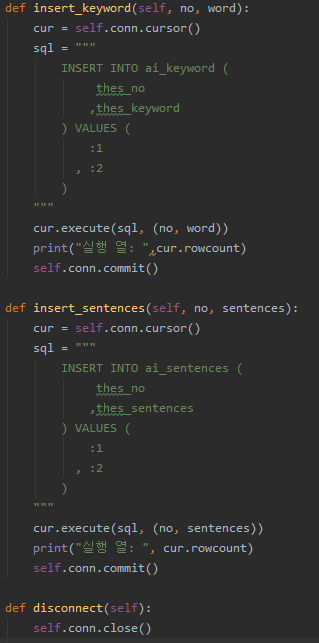 def insert_keyword(self, no, word):
    cur = self.conn.cursor()
    sql = """
        INSERT INTO ai_keyword (
             thes_no
            ,thes_keyword
        ) VALUES (
            :1
          , :2
        )
    """
    cur.execute(sql, (no, word))
    print("실행 열: ",cur.rowcount)
    self.conn.commit()

def insert_sentences(self, no, sentences):
    cur = self.conn.cursor()
    sql = """
        INSERT INTO ai_sentences (
             thes_no
            ,thes_sentences
        ) VALUES (
            :1
          , :2
        )
    """
    cur.execute(sql, (no, sentences))
    print("실행 열: ", cur.rowcount)
    self.conn.commit()

def disconnect(self):
    self.conn.close()